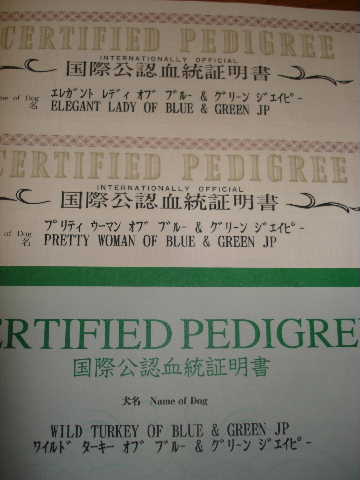 CERTIFIED PEDIGREE
INTERNATIONALLY OFFICIAL
国際公認血統証明書
エレガント レディ オブ ブルー & グリーン ジエイピー
Name of Dog
名 ELEGANT LADY OF BLUE & GREEN JP
CERTIFIED PEDIGREE
INTERNATIONALLY OFFICIAL
国際公認血統証明書
プリティ ウーマン オブ ブルー & グリーン ジエイピー
of Dog
名 PRETTY WOMAN OF BLUE & GREEN JP
CERTIFIED PEDIGREE
国際公認血統証明書
犬名 Name of Dog
WILD TURKEY OF BLUE & GREEN JP
ワイルド ターキー オブ ブルー & グリーン ジエイピー